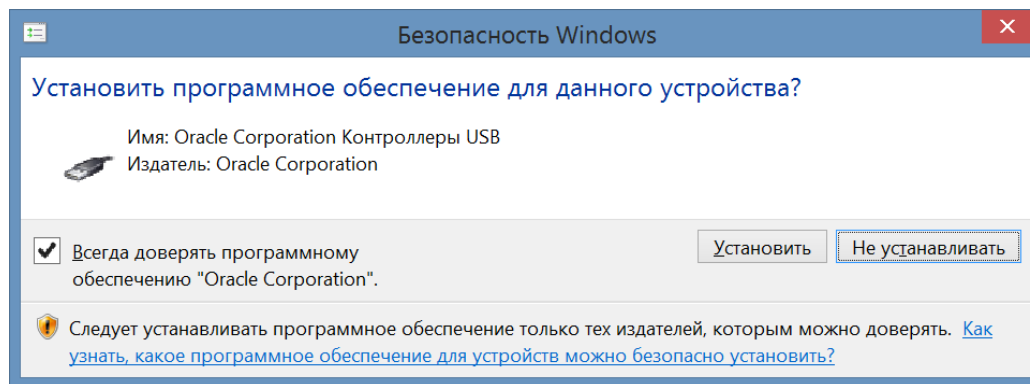 Безопасность Windows
Установить программное обеспечение для данного устройства?
Имя: Oracle Corporation Контроллеры USB
Издатель: Oracle Corporation
Всегда доверять программному
обеспечению "Oracle Corporation".
Установить
Не устанавливать
Следует устанавливать программное обеспечение только тех издателей, которым можно доверять. Как
узнать, какое программное обеспечение для устройств можно безопасно установить?